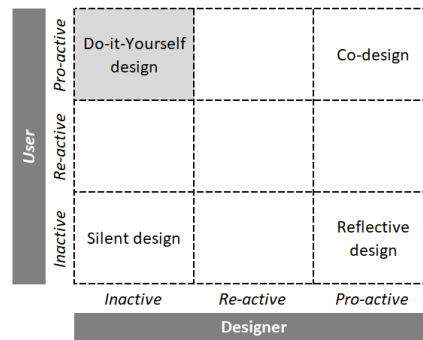 User
Pro-active
Re-active
Inactive
Do-it-Yourself
design
Co-design
Silent design
Reflective
design
Inactive
Re-active
Pro-active
Designer